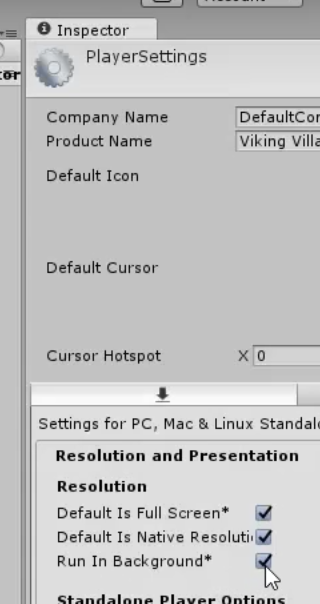 Account
Inspector
tor
PlayerSettings
Company Name DefaultCor
Product Name Viking Villa
Default Icon
Default Cursor
Cursor Hotspot X 0
Settings for PC, Mac & Linux Standalo
Resolution and Presentation
Resolution
Default Is Full Screen*
Default Is Native Resoluti
Run In Background*
Standalone Player Options